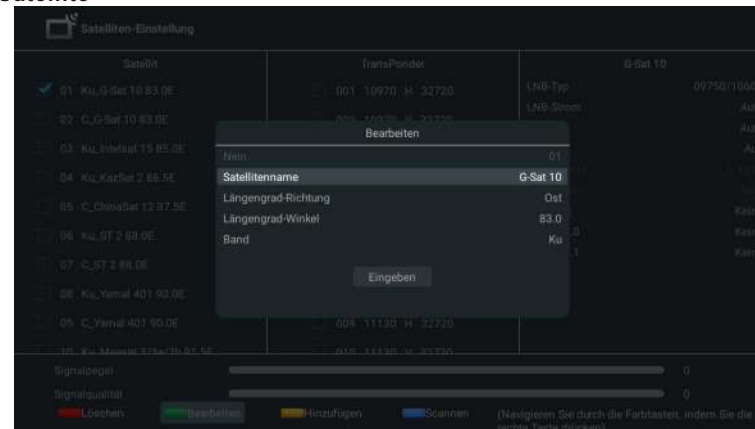 Satelliten-Einstellung
Satellit TransPonder G-Sat 10
01 Ku_G-Sat 10 83.0E 001 10970 H 32720 LNB-Typ 09750/1060
02 C_G-Sat 10 83.0E LNB-Strom
Bearbeiten
03 Ku_Intelsat 15 85.0E Nein. 01
04 Ku_KazSat 2 86.5E Satellitenname G-Sat 10
05 C_ChinaSat 12 87.5E Längengrad-Richtung Ost Kein
Längengrad-Winkel 83.0
06 Ku_ST 2 88.0E Band Ku Kein
07 C_ST 2 88.0E Kein
Eingeben
08 Ku_Yamal 401 90.0E
09 C_Yamal 401 90.0E 009 11130 H 32720
Signalpegel 0
Signalqualität 0
Löschen Bearbeiten Hinzufügen Scannen (Navigieren Sie durch die Farbtasten, indem Sie die
rechte Taste drücken)